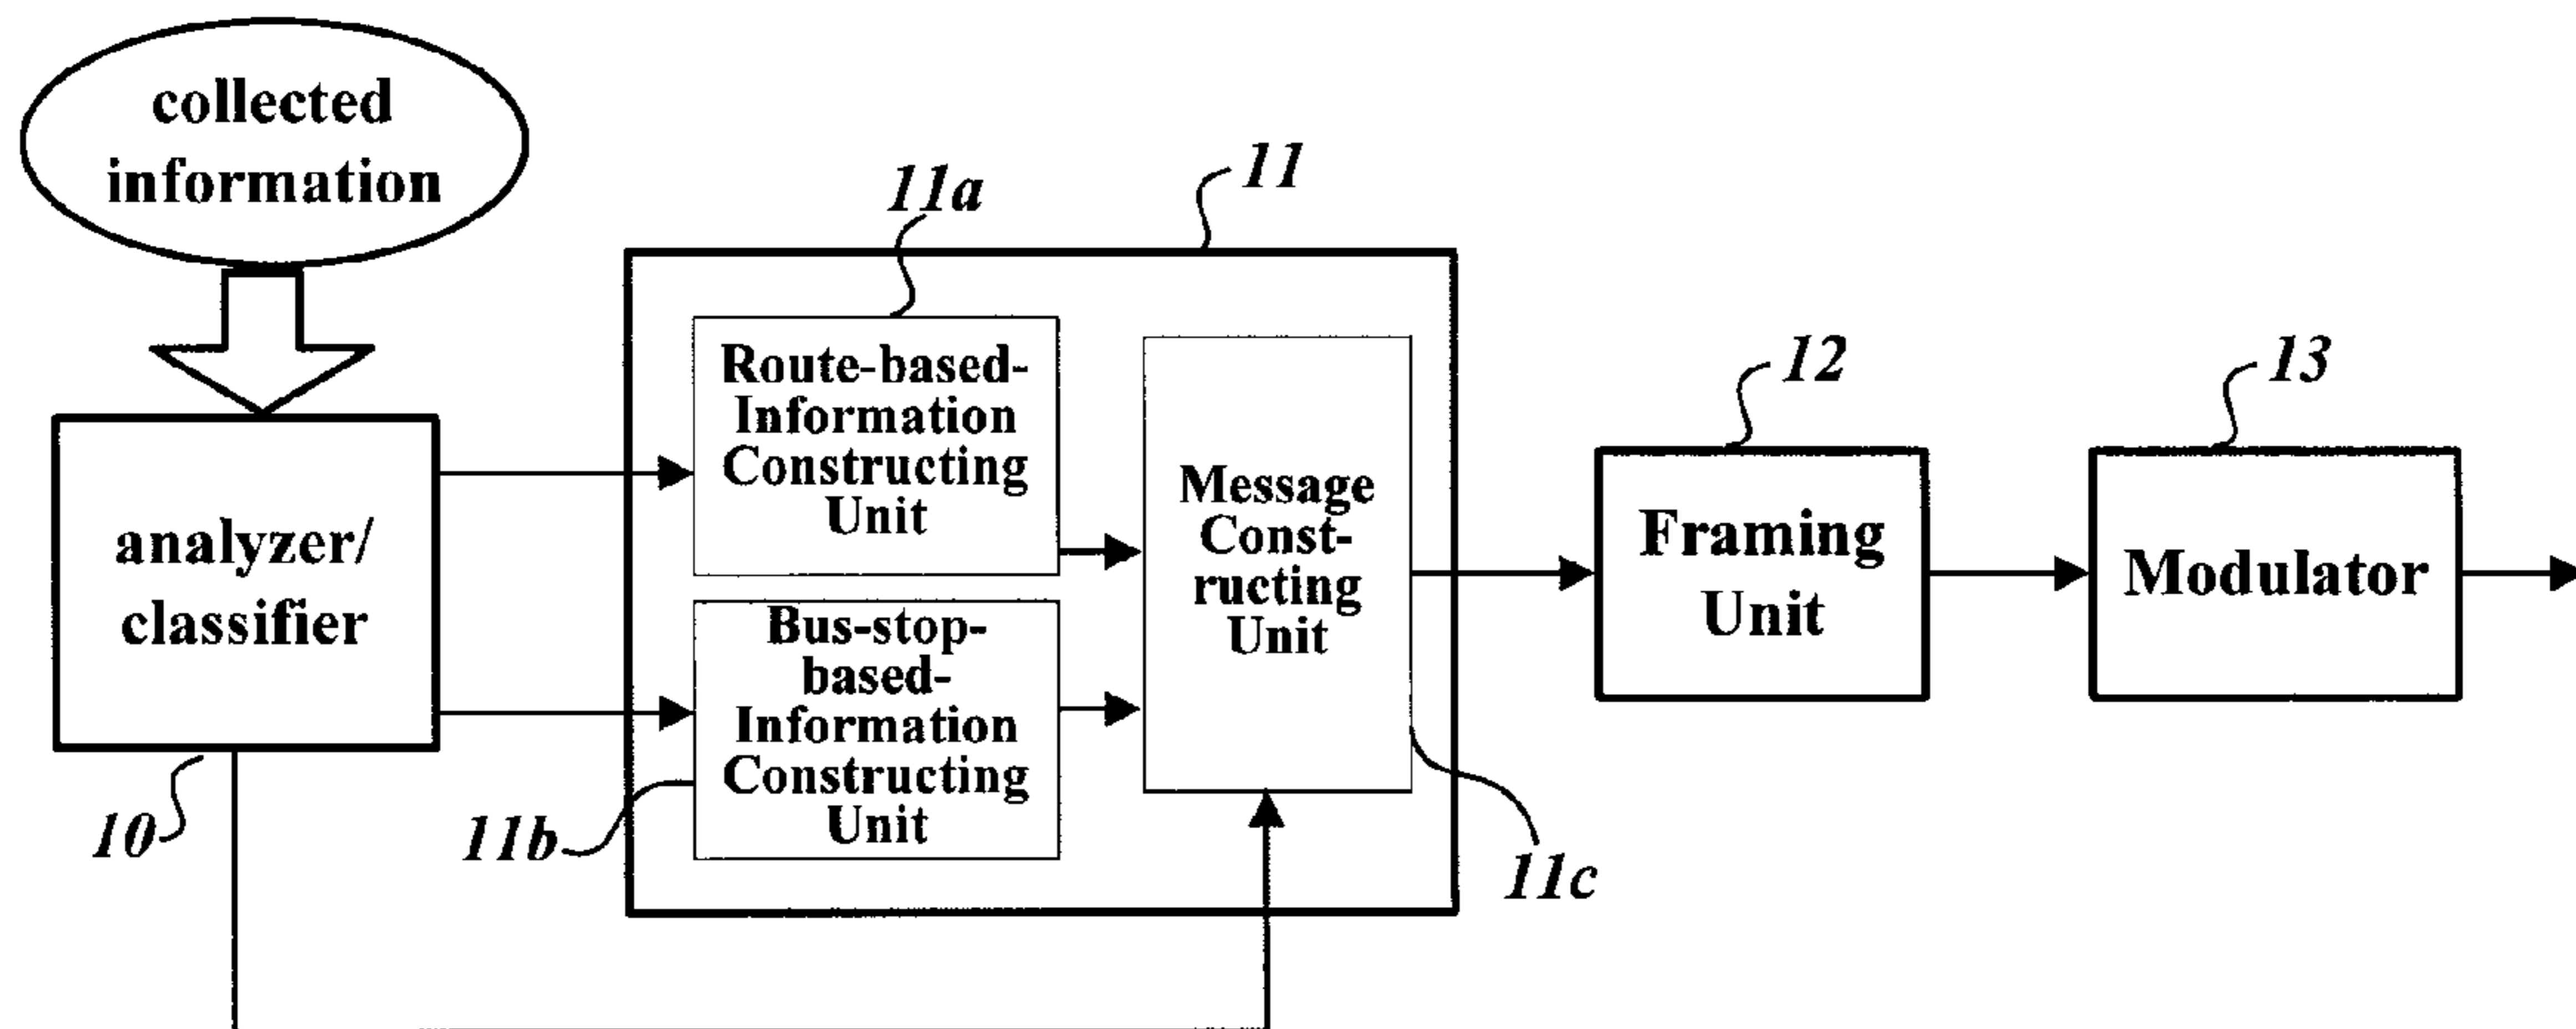 collected
information
11a
11
Route-based-
Information
Constructing
Unit
Message
Const-
ructing
Unit
12
13
analyzer/
classifier
Framing
Unit
Modulator
Bus-stop-
based-
Information
Constructing
Unit
10
11b
11c